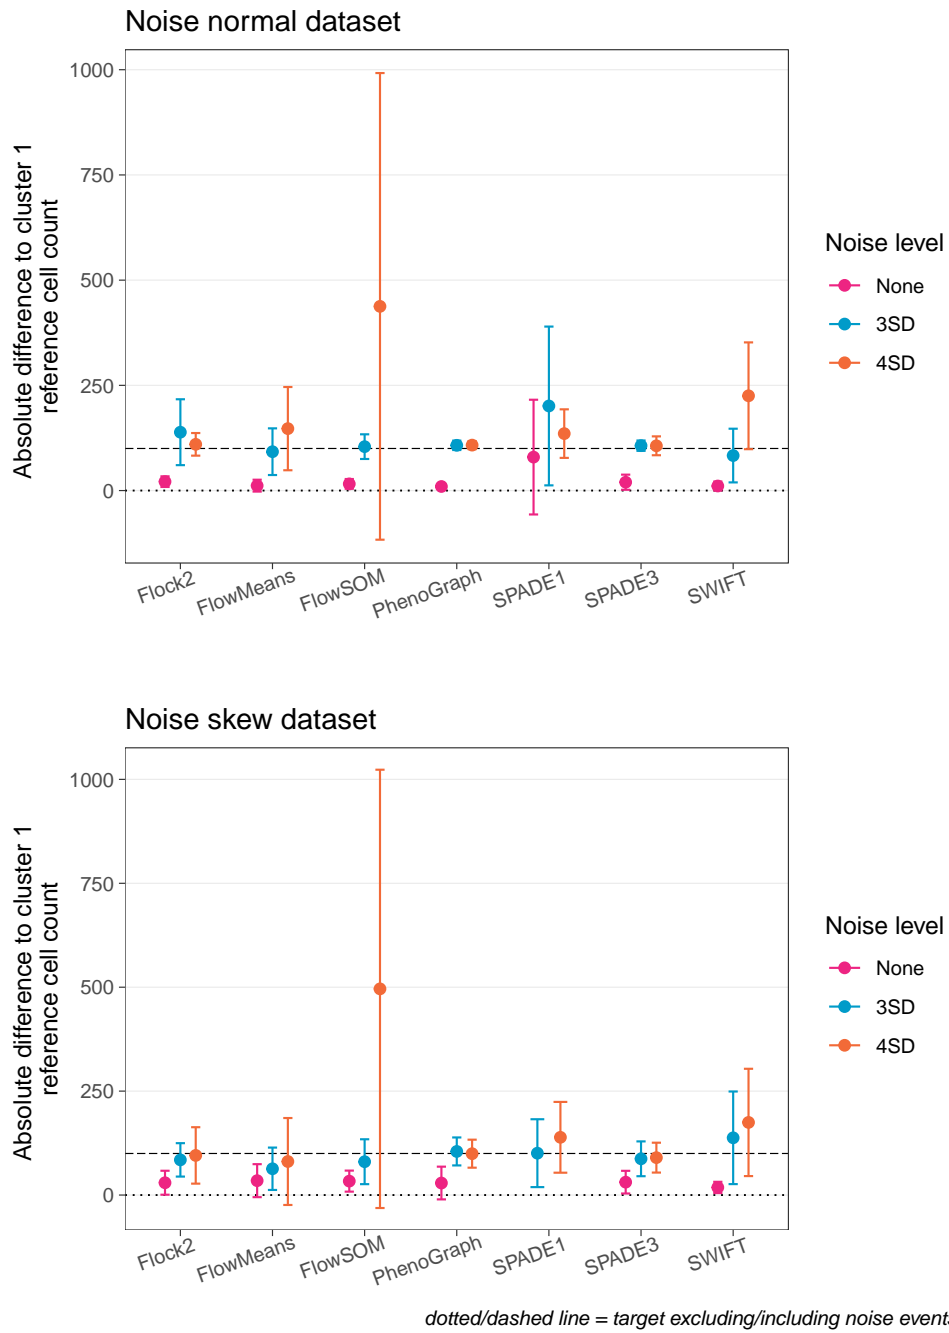 Noise normal dataset
Absolute difference to cluster 1
reference cell count
1000
750
500
250
0
Flock2
FlowMeans
FlowSOM
PhenoGraph
SPADE1
SPADE3
SWIFT
Noise level
None
3SD
4SD
Noise skew dataset
Absolute difference to cluster 1
reference cell count
1000
750
500
250
0
Flock2
FlowMeans
FlowSOM
PhenoGraph
SPADE1
SPADE3
SWIFT
Noise level
None
3SD
4SD
dotted/dashed line = target excluding/including noise event